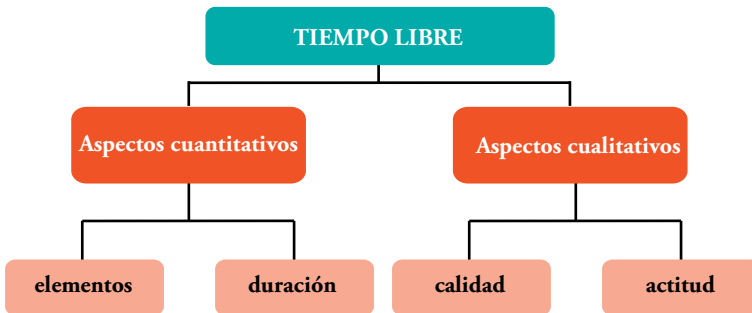 TIEMPO LIBRE
Aspectos cuantitativos
Aspectos cualitativos
elementos
duración
calidad
actitud